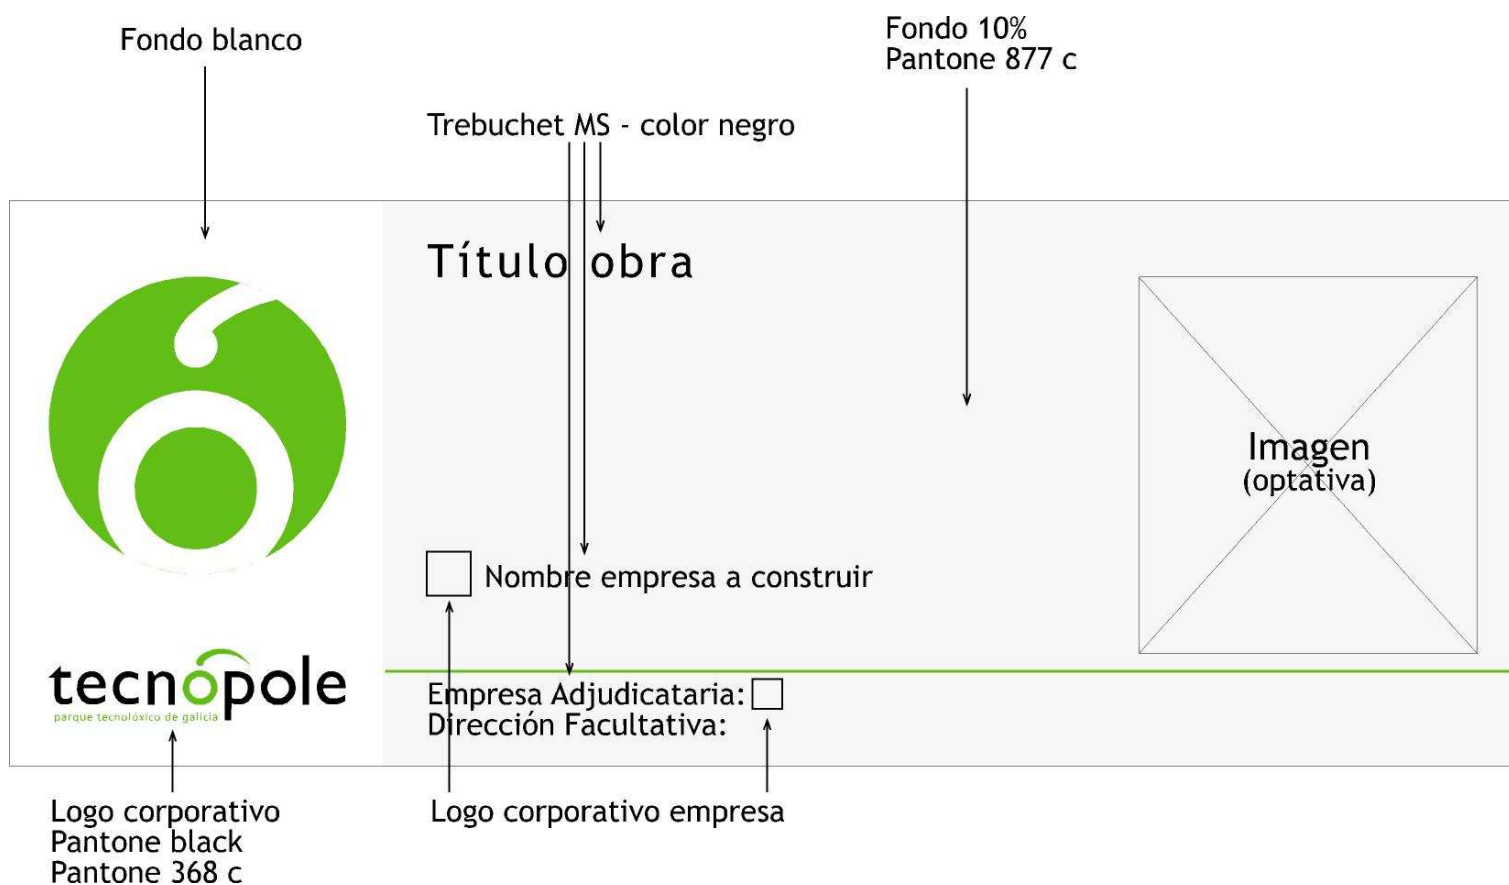 Fondo blanco
Fondo 10%
Pantone 877 c
Trebuchet MS - color negro
Título obra
Imagen
(optativa)
Nombre empresa a construir
tecnópole
parque tecnolóxico de galicia
Empresa Adjudicataria:
Dirección Facultativa:
Logo corporativo
Pantone black
Pantone 368 c
Logo corporativo empresa